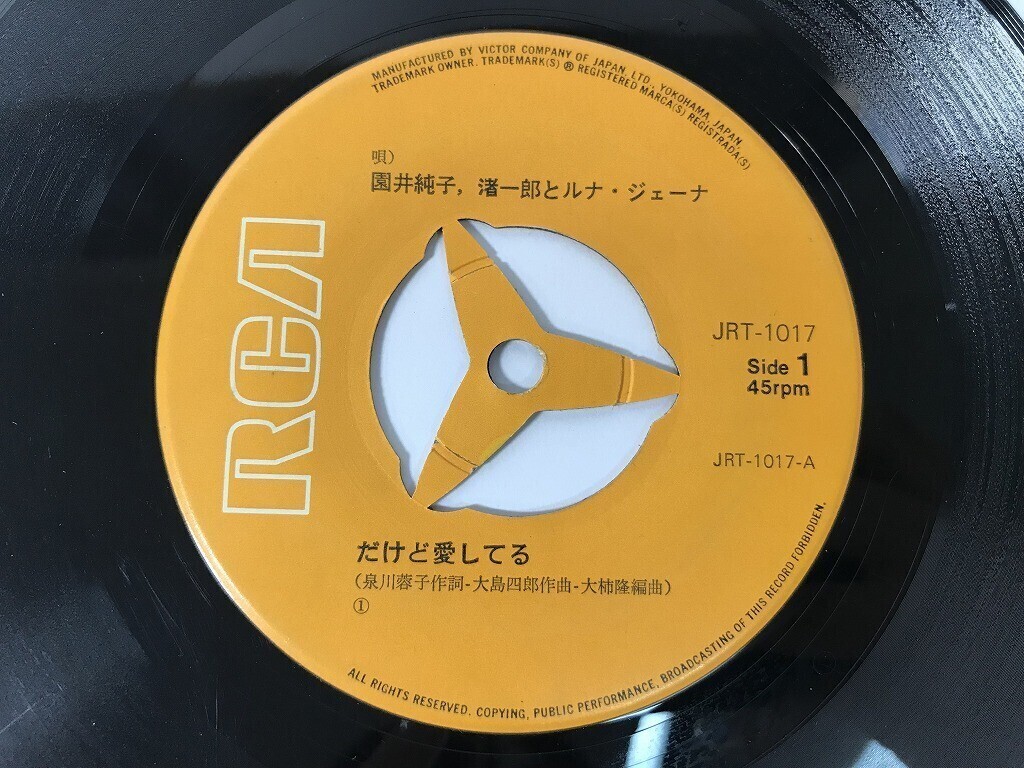 MANUFACTURED BY VICTOR COMPANY OF JAPAN, LTD., YOKOHAMA, JAPAN.
TRADEMARK OWNER. TRADEMARK(S) ® REGISTERED MARCA(S) REGISTRADA(S)
唄)
園井純子, 渚一郎とルナ・ジェーナ
RCA
JRT-1017
Side 1
45rpm
JRT-1017-A
だけど愛してる
(泉川蓉子作詞-大島四郎作曲-大柿隆編曲)
①
ALL RIGHTS RESERVED. COPYING, PUBLIC PERFORMANCE, BROADCASTING OF THIS RECORD FORBIDDEN.